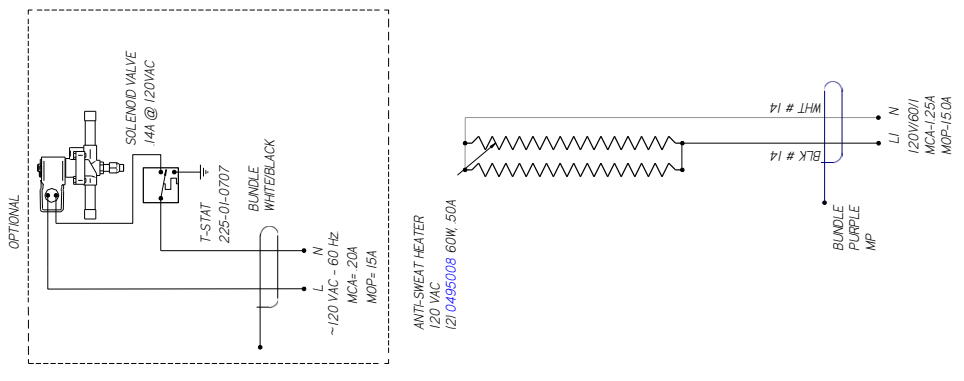 OPTIONAL
SOLENOID VALVE
.14A @ 120VAC
T-STAT
225-01-0707
BUNDLE
WHITE/BLACK
L
N
~120 VAC - 60 Hz
MCA= .20A
MOP= 15A
ANTI-SWEAT HEATER
120 VAC
(2) 0495008 60W, .50A
WHT # 14
BLK # 14
BUNDLE
PURPLE
MP
L1
N
120V/60/1
MCA-1.25A
MOP-15.0A